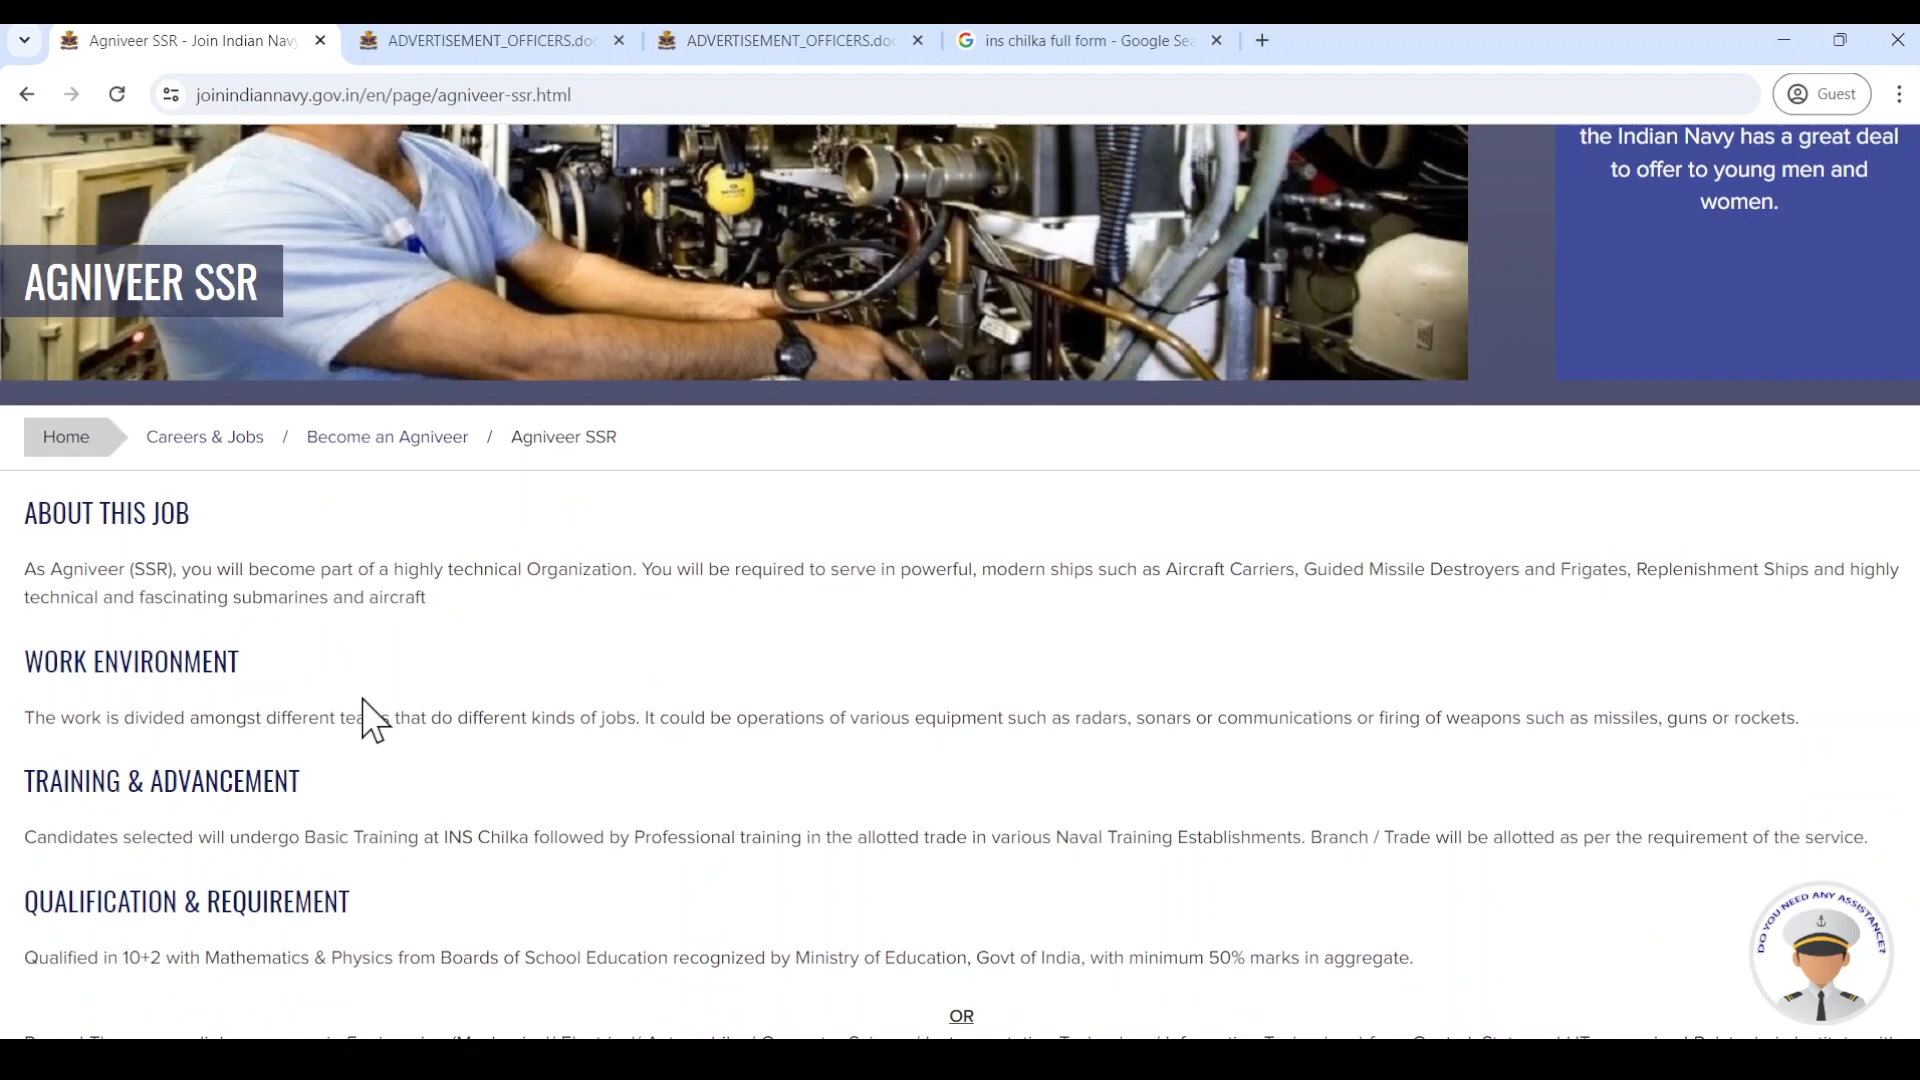 Agniveer SSR - Join Indian Navy
ADVERTISEMENT_OFFICERS.doc
ADVERTISEMENT_OFFICERS.doc
ins chilka full form - Google Sea
joinindiannavy.gov.in/en/page/agniveer-ssr.html
Guest
the Indian Navy has a great deal
to offer to young men and
women.
AGNIVEER SSR
Home
Careers & Jobs / Become an Agniveer / Agniveer SSR
ABOUT THIS JOB
As Agniveer (SSR), you will become part of a highly technical Organization. You will be required to serve in powerful, modern ships such as Aircraft Carriers, Guided Missile Destroyers and Frigates, Replenishment Ships and highly
technical and fascinating submarines and aircraft
WORK ENVIRONMENT
The work is divided amongst different teams that do different kinds of jobs. It could be operations of various equipment such as radars, sonars or communications or firing of weapons such as missiles, guns or rockets.
TRAINING & ADVANCEMENT
Candidates selected will undergo Basic Training at INS Chilka followed by Professional training in the allotted trade in various Naval Training Establishments. Branch / Trade will be allotted as per the requirement of the service.
QUALIFICATION & REQUIREMENT
Qualified in 10+2 with Mathematics & Physics from Boards of School Education recognized by Ministry of Education, Govt of India, with minimum 50% marks in aggregate.
DO YOU NEED ANY ASSISTANCE?
OR